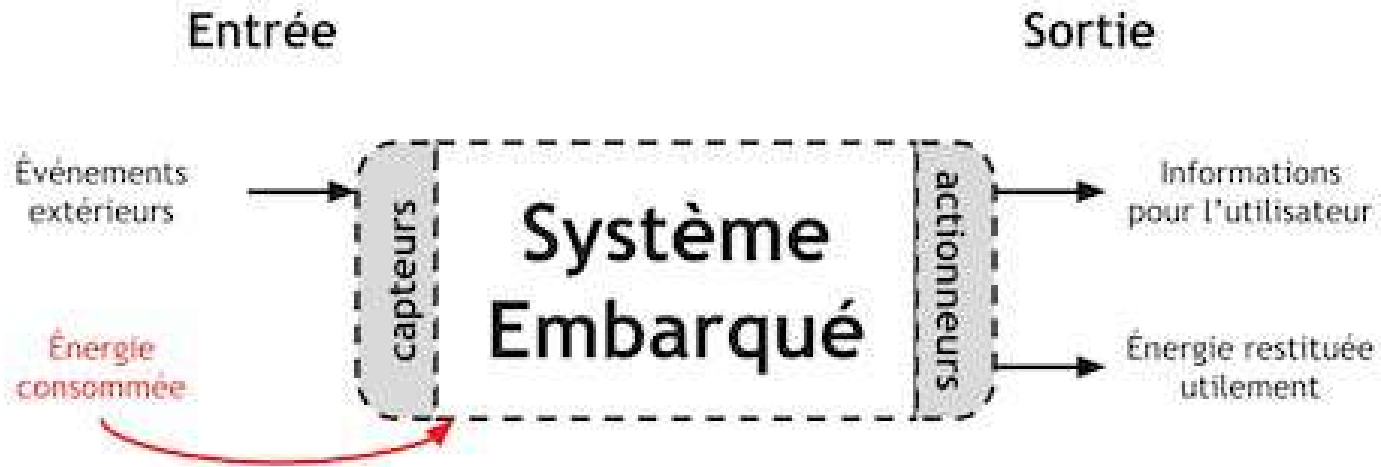 Entrée
Sortie
Événements
extérieurs
Énergie
consommée
capteurs
Système
Embarqué
actionneurs
Informations
pour l'utilisateur
Énergie restituée
utilement